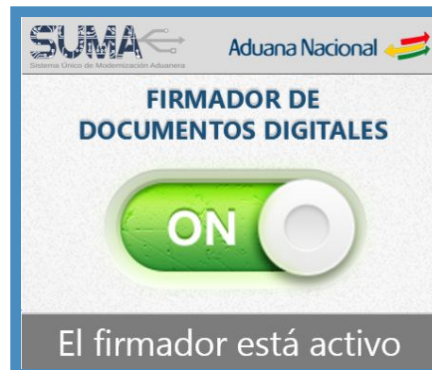 SUMA
Sistema Único de Modernización Aduanera
Aduana Nacional
FIRMADOR DE
DOCUMENTOS DIGITALES
ON
El firmador está activo